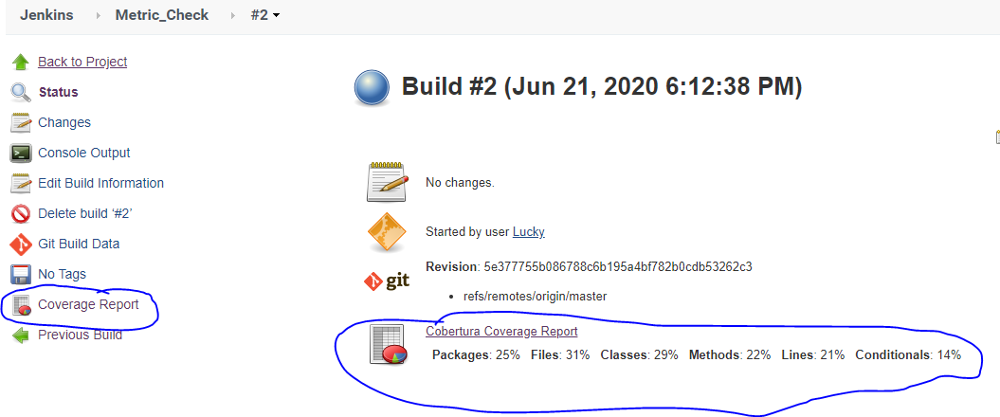 Jenkins Metric_Check #2
Back to Project
Status
Changes
Console Output
Edit Build Information
Delete build ‘#2’
Git Build Data
No Tags
Coverage Report
Previous Build
Build #2 (Jun 21, 2020 6:12:38 PM)
No changes.
Started by user Lucky
git
Revision: 5e377755b086788c6b195a4bf782b0cdb53262c3
refs/remotes/origin/master
Cobertura Coverage Report
Packages: 25% Files: 31% Classes: 29% Methods: 22% Lines: 21% Conditionals: 14%